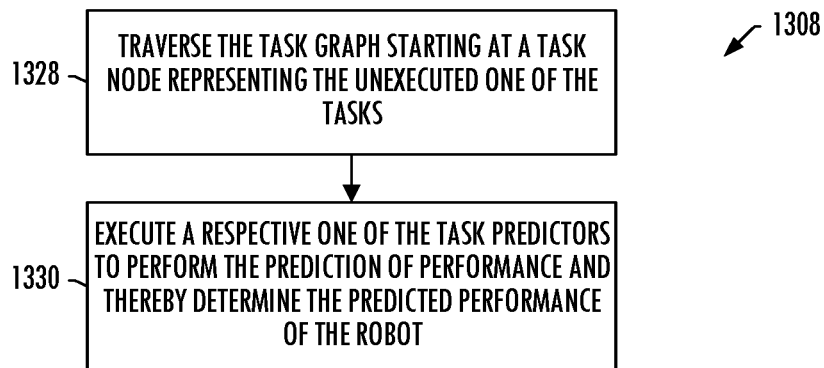 1308
1328
TRAVERSE THE TASK GRAPH STARTING AT A TASK
NODE REPRESENTING THE UNEXECUTED ONE OF THE
TASKS
1330
EXECUTE A RESPECTIVE ONE OF THE TASK PREDICTORS
TO PERFORM THE PREDICTION OF PERFORMANCE AND
THEREBY DETERMINE THE PREDICTED PERFORMANCE
OF THE ROBOT